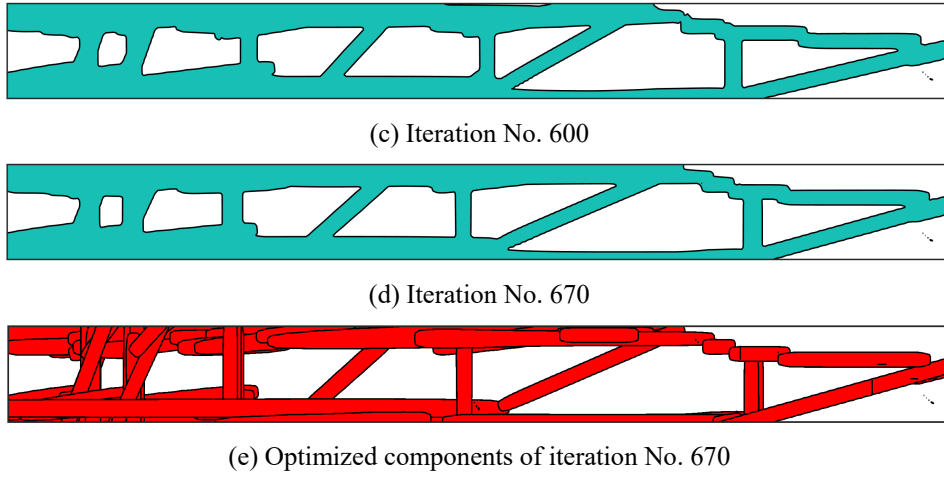 (c) Iteration No. 600
(d) Iteration No. 670
(e) Optimized components of iteration No. 670